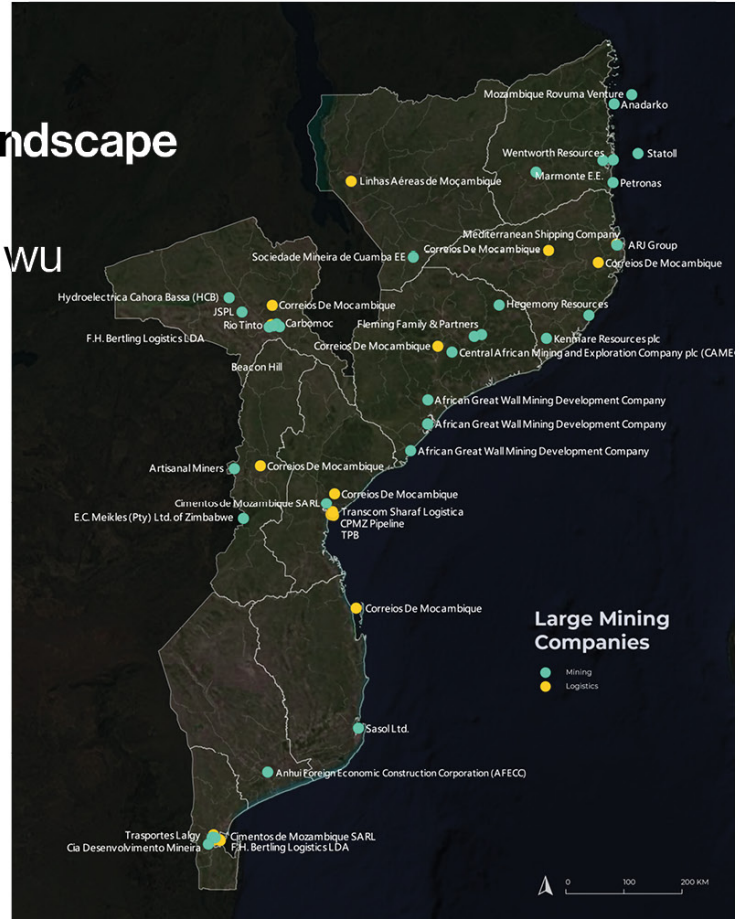 ndscape
wu
Mozambique Rovuma Venture
Anadarko
Wentworth Resources
Statoll
Marmonte E.E.
Petronas
Linhas Aéreas de Moçambique
Mediterranean Shipping Company
ARJ Group
Correios De Mocambique
Correios De Mocambique
Sociedade Mineira de Cuamba EE
Hydroelectrica Cahora Bassa (HCB)
Correios De Mocambique
Hegemony Resources
JSPL
Rio Tinto
Carbomoc
Fleming Family & Partners
F.H. Bertling Logistics LDA
Kenmare Resources plc
Correios De Mocambique
Central African Mining and Exploration Company plc (CAMEC
Beacon Hill
African Great Wall Mining Development Company
African Great Wall Mining Development Company
African Great Wall Mining Development Company
Artisanal Miners
Correios De Mocambique
Correios De Mocambique
Cimentos de Mozambique SARL
Transcom Sharaf Logistica
E.C. Meikles (Pty) Ltd. of Zimbabwe
CPMZ Pipeline
TPB
Correios De Mocambique
Large Mining
Companies
Mining
Logistics
Sasol Ltd.
Anhui Foreign Economic Construction Corporation (AFECC)
Trasportes Lalgy
Cimentos de Mozambique SARL
Cia Desenvolvimento Mineira
F.H. Bertling Logistics LDA
0 100 200 KM